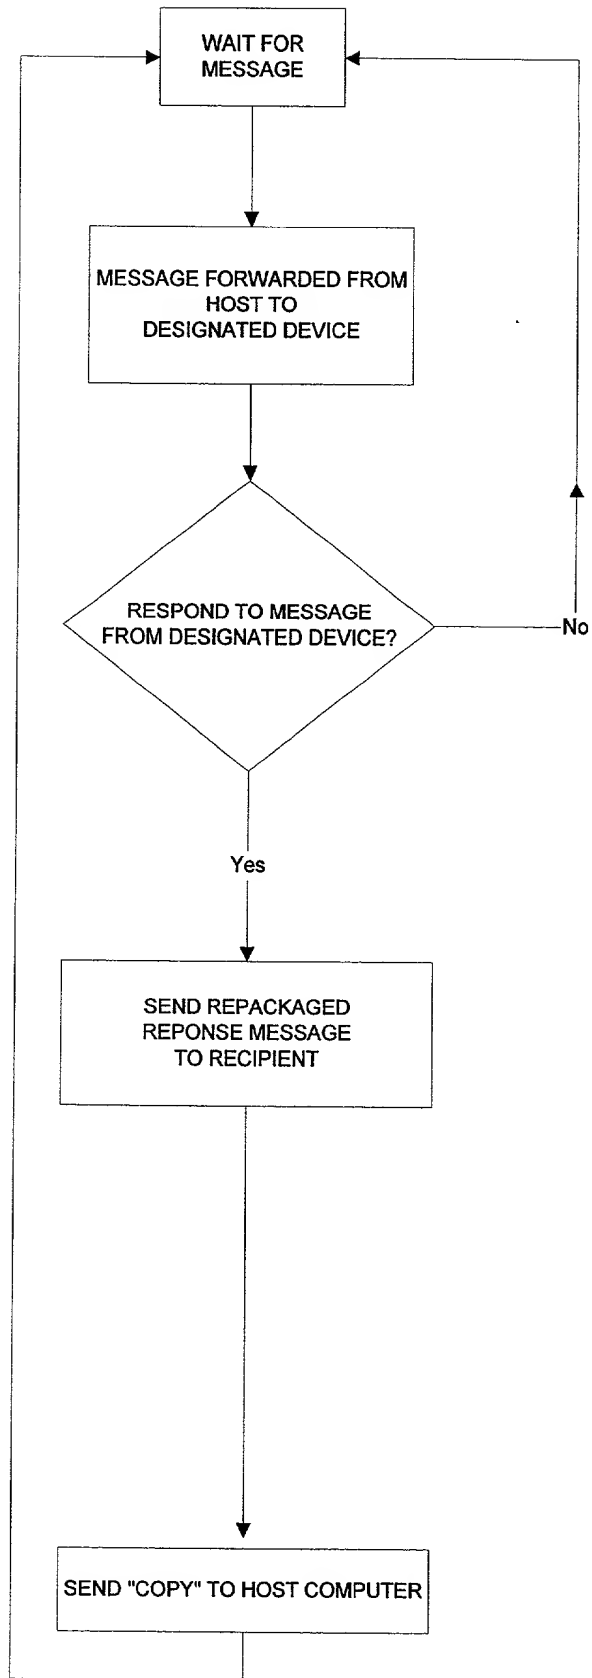 WAIT FOR
MESSAGE
MESSAGE FORWARDED FROM
HOST TO
DESIGNATED DEVICE
RESPOND TO MESSAGE
FROM DESIGNATED DEVICE?
No
Yes
SEND REPACKAGED
REPONSE MESSAGE
TO RECIPIENT
SEND "COPY" TO HOST COMPUTER